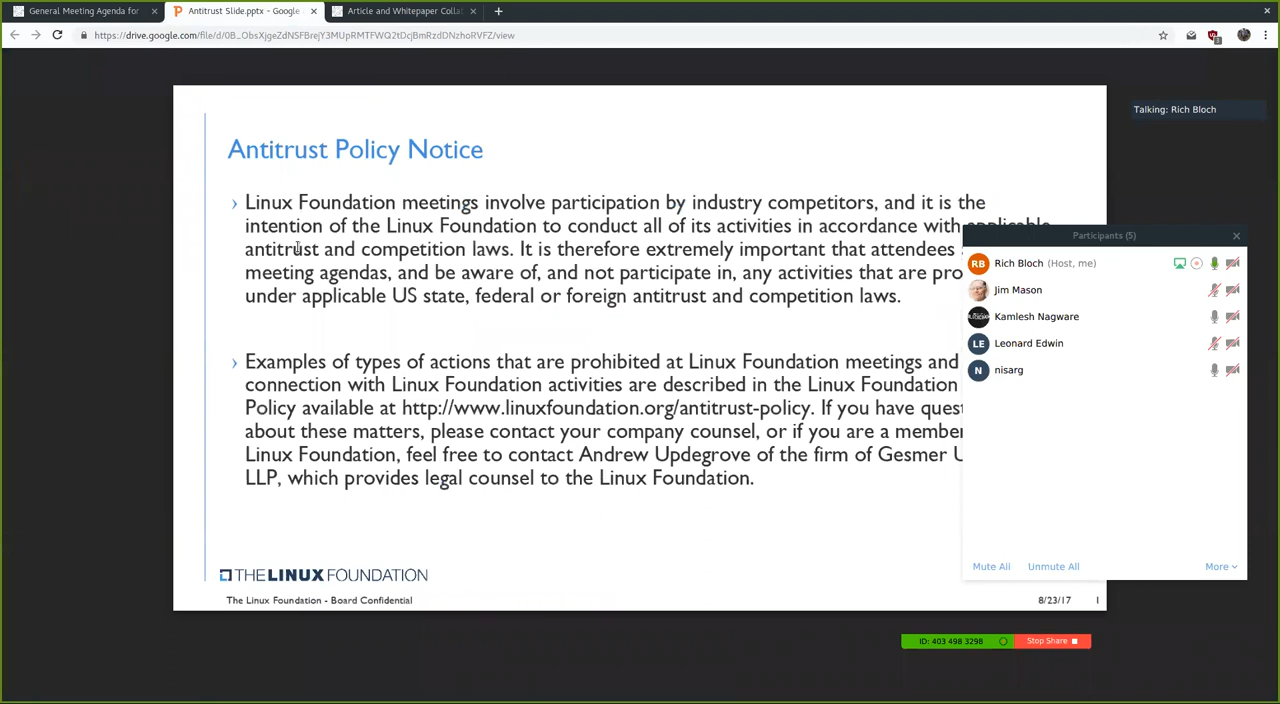 General Meeting Agenda for
Antitrust Slide.pptx - Google
Article and Whitepaper Colla
https://drive.google.com/file/d/0B_ObsXjgeZdNSFBrejY3MUpRMTFWQ2tDcjBmRzdDNzhoRVFZ/view
Talking: Rich Bloch
Antitrust Policy Notice
› Linux Foundation meetings involve participation by industry competitors, and it is the
intention of the Linux Foundation to conduct all of its activities in accordance with applicable
antitrust and competition laws. It is therefore extremely important that attendees
meeting agendas, and be aware of, and not participate in, any activities that are pro
under applicable US state, federal or foreign antitrust and competition laws.
› Examples of types of actions that are prohibited at Linux Foundation meetings and
connection with Linux Foundation activities are described in the Linux Foundation
Policy available at http://www.linuxfoundation.org/antitrust-policy. If you have quest
about these matters, please contact your company counsel, or if you are a member
Linux Foundation, feel free to contact Andrew Updegrove of the firm of Gesmer U
LLP, which provides legal counsel to the Linux Foundation.
THE LINUX FOUNDATION
The Linux Foundation - Board Confidential
8/23/17 1
Participants (5)
RB Rich Bloch (Host, me)
Jim Mason
Kamlesh Nagware
LE Leonard Edwin
N nisarg
Mute All Unmute All More
ID: 403 498 3298 Stop Share